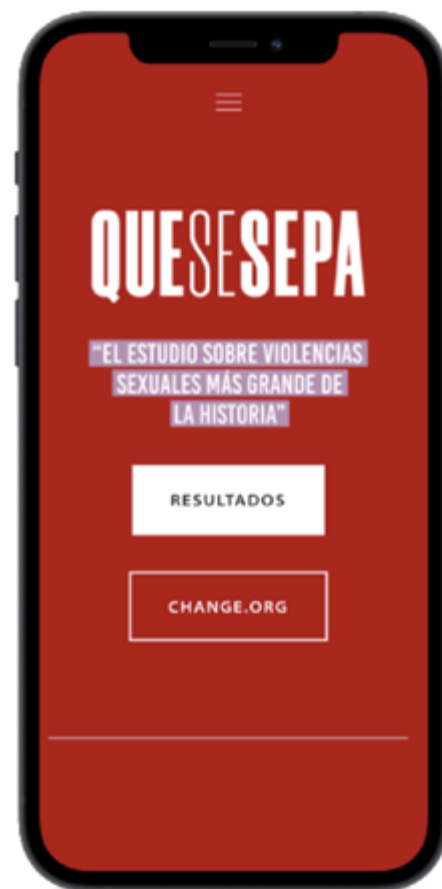 QUESESEPA
“EL ESTUDIO SOBRE VIOLENCIAS
SEXUALES MÁS GRANDE DE
LA HISTORIA”
RESULTADOS
CHANGE.ORG